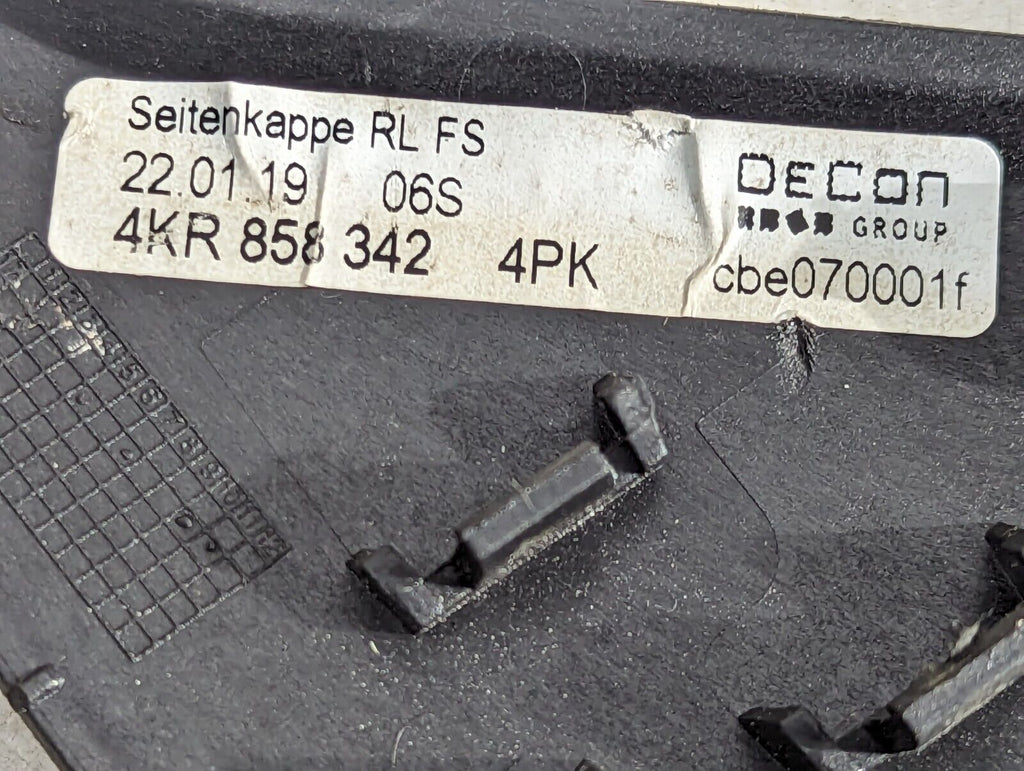 Seitenkappe RL FS
22.01.19 06S
4KR 858 342 4PK
DECON
GROUP
cbe070001f